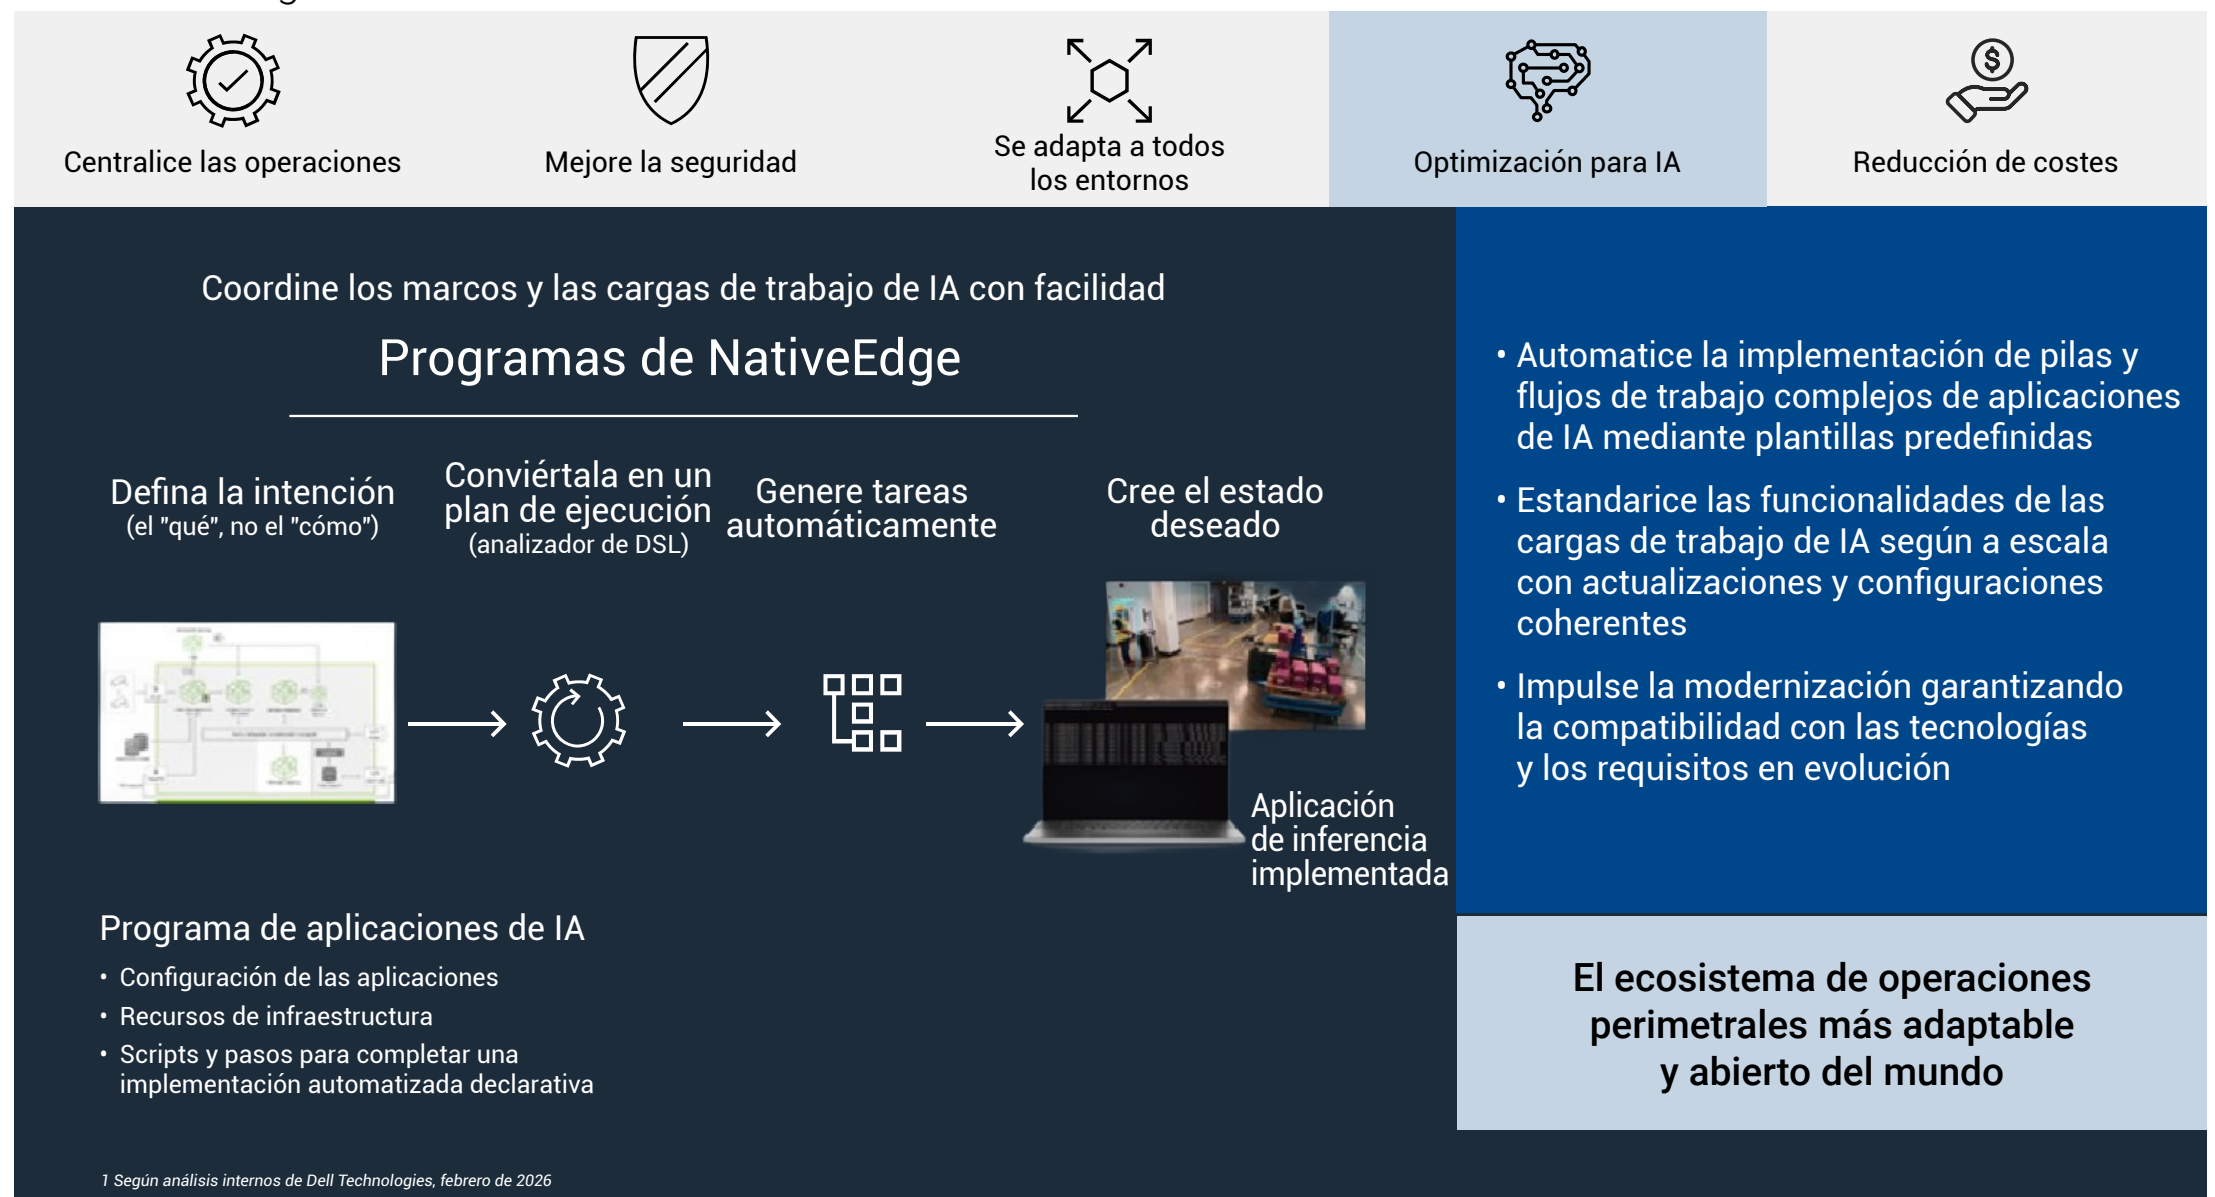 Centralice las operaciones
Mejore la seguridad
Se adapta a todos
los entornos
Optimización para IA
Reducción de costes
Coordine los marcos y las cargas de trabajo de IA con facilidad
Programas de NativeEdge
Defina la intención
(el "qué", no el "cómo")
Conviértala en un
plan de ejecución
(analizador de DSL)
Genere tareas
automáticamente
Cree el estado
deseado
Aplicación
de inferencia
implementada
Programa de aplicaciones de IA
• Configuración de las aplicaciones
• Recursos de infraestructura
• Scripts y pasos para completar una
implementación automatizada declarativa
1 Según análisis internos de Dell Technologies, febrero de 2026
• Automatice la implementación de pilas y
flujos de trabajo complejos de aplicaciones
de IA mediante plantillas predefinidas
• Estandarice las funcionalidades de las
cargas de trabajo de IA según a escala
con actualizaciones y configuraciones
coherentes
• Impulse la modernización garantizando
la compatibilidad con las tecnologías
y los requisitos en evolución
El ecosistema de operaciones
perimetrales más adaptable
y abierto del mundo